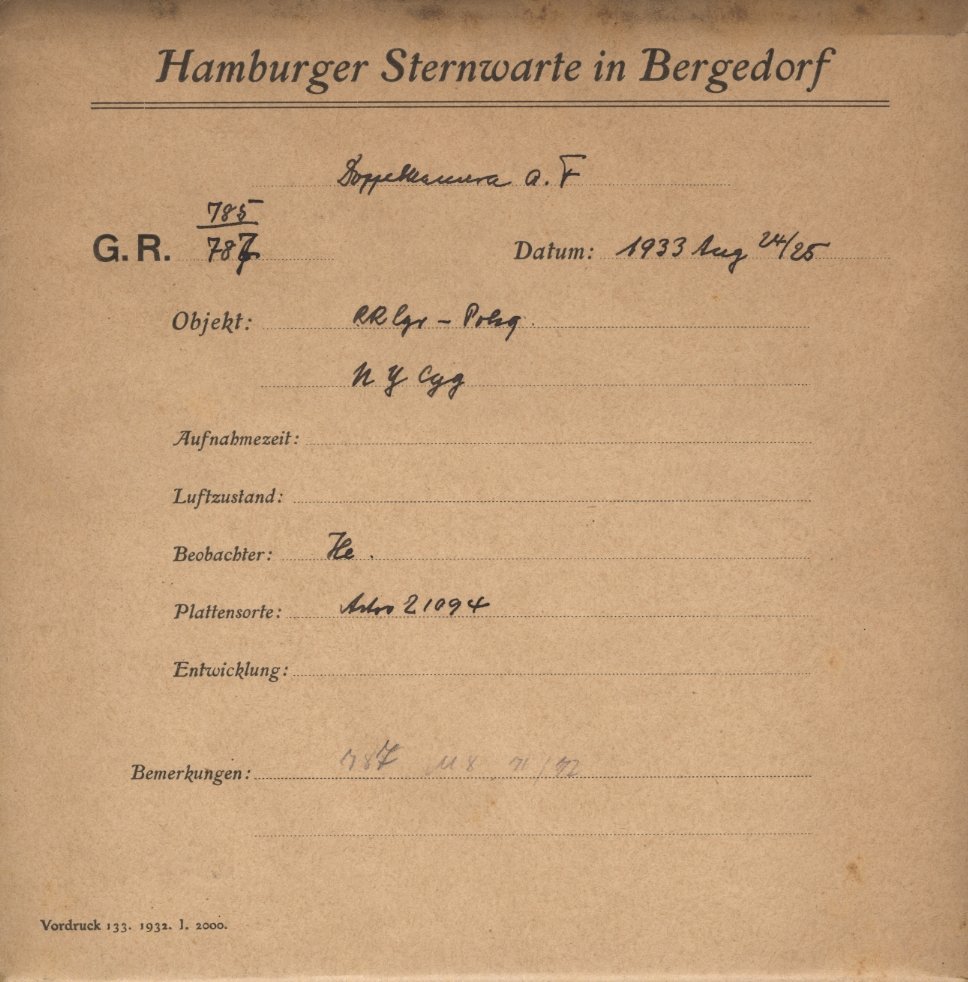 Hamburger Sternwarte in Bergedorf
Doppelkamera a. F
785
G. R. 787
Datum: 1933 Aug 24/25
Objekt: RR Lyr - Polsq.
N Y Cyg
Aufnahmezeit:
Luftzustand:
Beobachter: He.
Plattensorte: Astro 21094
Entwicklung:
Bemerkungen: 787
Vordruck 133. 1932. I. 2000.